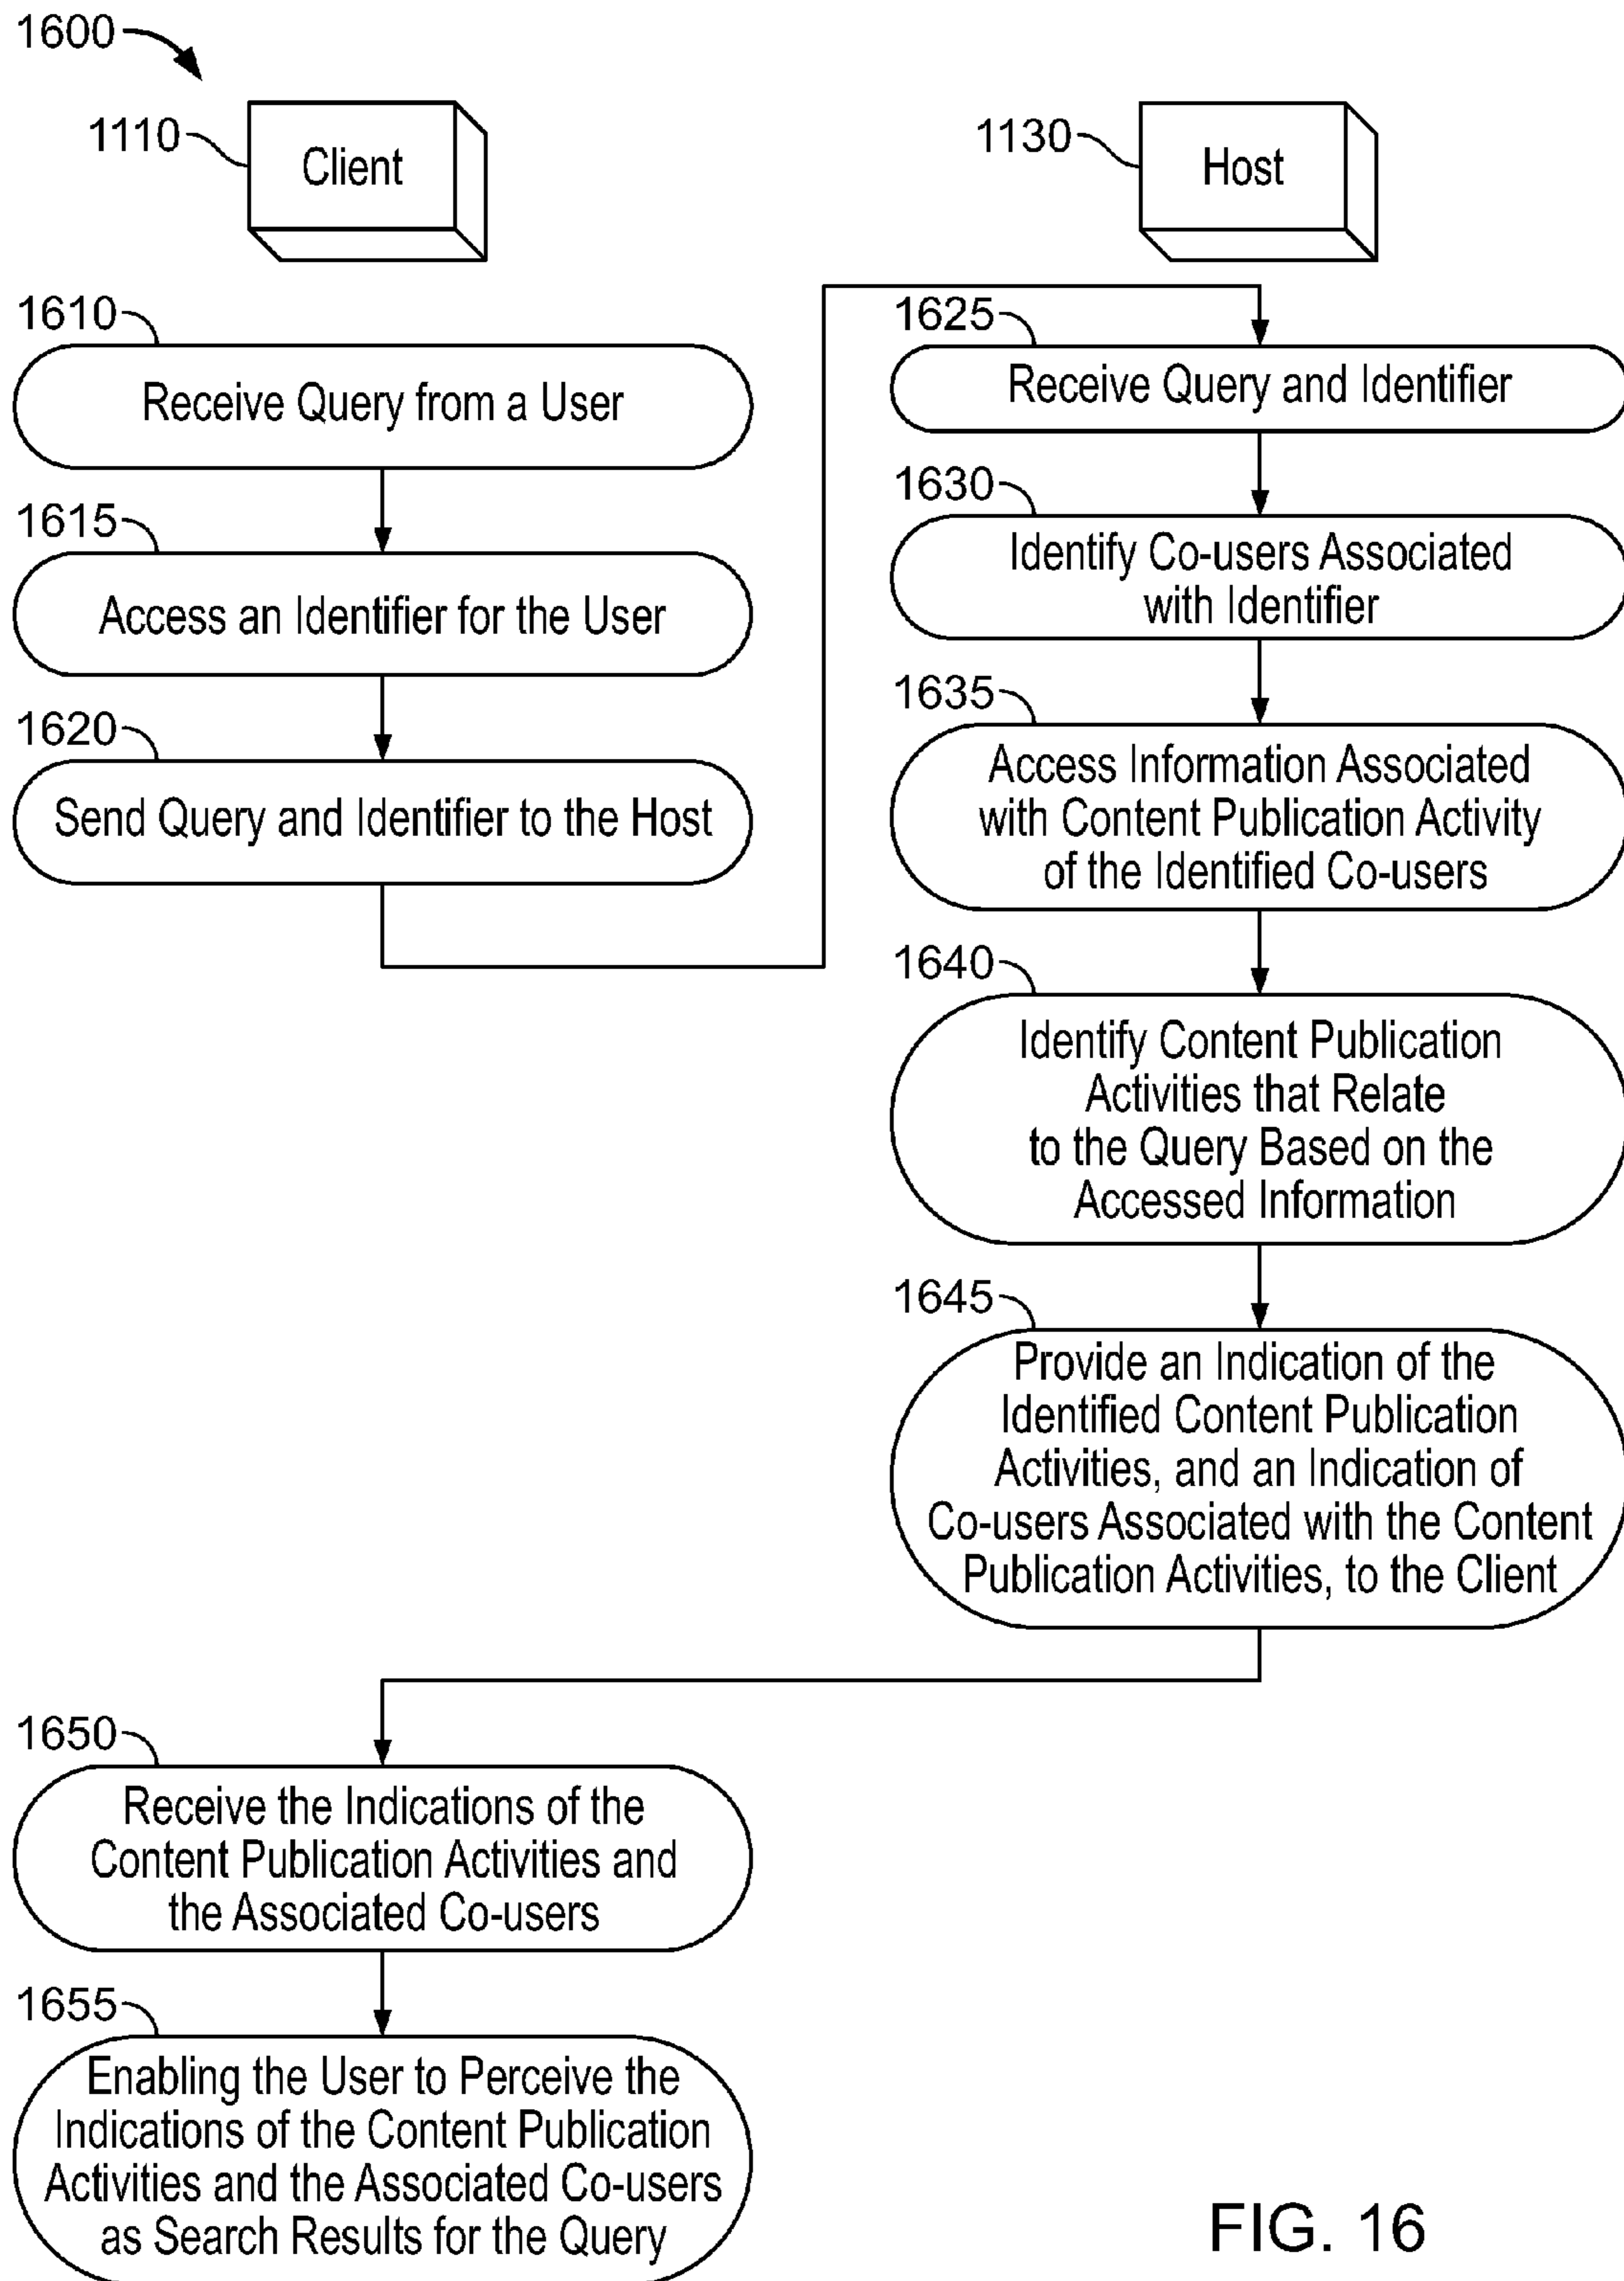 1600
1110
Client
1130
Host
1610
Receive Query from a User
1615
Access an Identifier for the User
1620
Send Query and Identifier to the Host
1625
Receive Query and Identifier
1630
Identify Co-users Associated
with Identifier
1635
Access Information Associated
with Content Publication Activity
of the Identified Co-users
1640
Identify Content Publication
Activities that Relate
to the Query Based on the
Accessed Information
1645
Provide an Indication of the
Identified Content Publication
Activities, and an Indication of
Co-users Associated with the Content
Publication Activities, to the Client
1650
Receive the Indications of the
Content Publication Activities and
the Associated Co-users
1655
Enabling the User to Perceive the
Indications of the Content Publication
Activities and the Associated Co-users
as Search Results for the Query
FIG. 16